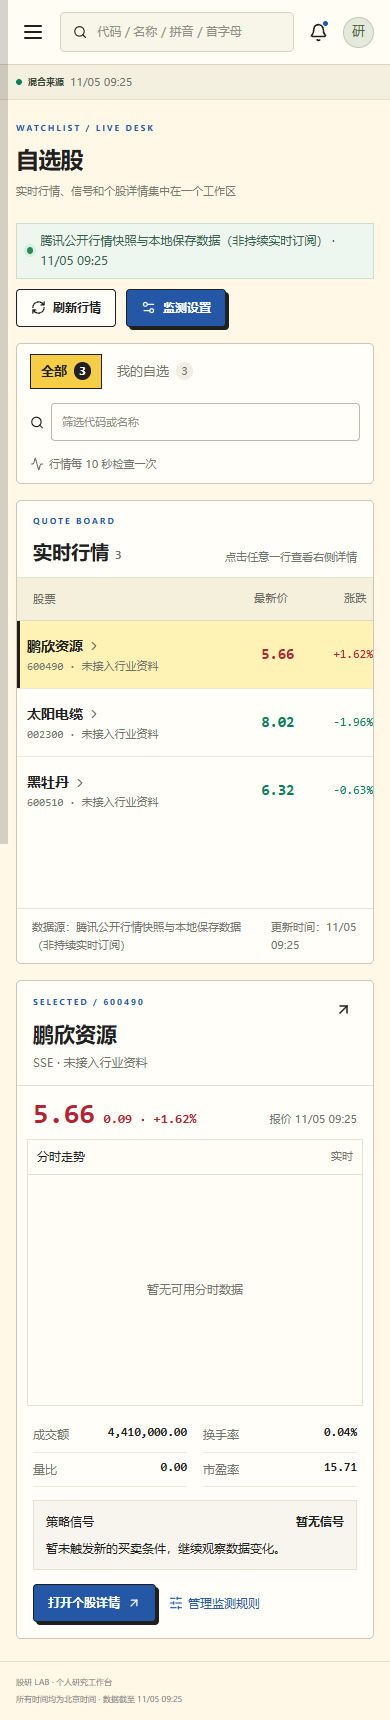 代码 / 名称 / 拼音 / 首字母
研
混合来源 11/05 09:25
WATCHLIST / LIVE DESK
自选股
实时行情、信号和个股详情集中在一个工作区
腾讯公开行情快照与本地保存数据（非持续实时订阅） ·
11/05 09:25
刷新行情 监测设置
全部 3 我的自选 3
筛选代码或名称
行情每 10 秒检查一次
QUOTE BOARD
实时行情 3 点击任意一行查看右侧详情
股票 最新价 涨跌
鹏欣资源 5.66 +1.62%
600490 · 未接入行业资料
太阳电缆 8.02 -1.96%
002300 · 未接入行业资料
黑牡丹 6.32 -0.63%
600510 · 未接入行业资料
数据源：腾讯公开行情快照与本地保存数据 更新时间：11/05
（非持续实时订阅） 09:25
SELECTED / 600490
鹏欣资源
SSE · 未接入行业资料
5.66 0.09 · +1.62% 报价 11/05 09:25
分时走势 实时
暂无可用分时数据
成交额 4,410,000.00 换手率 0.04%
量比 0.00 市盈率 15.71
策略信号 暂无信号
暂未触发新的买卖条件，继续观察数据变化。
打开个股详情 管理监测规则
股研 LAB · 个人研究工作台
所有时间均为北京时间 · 数据截至 11/05 09:25